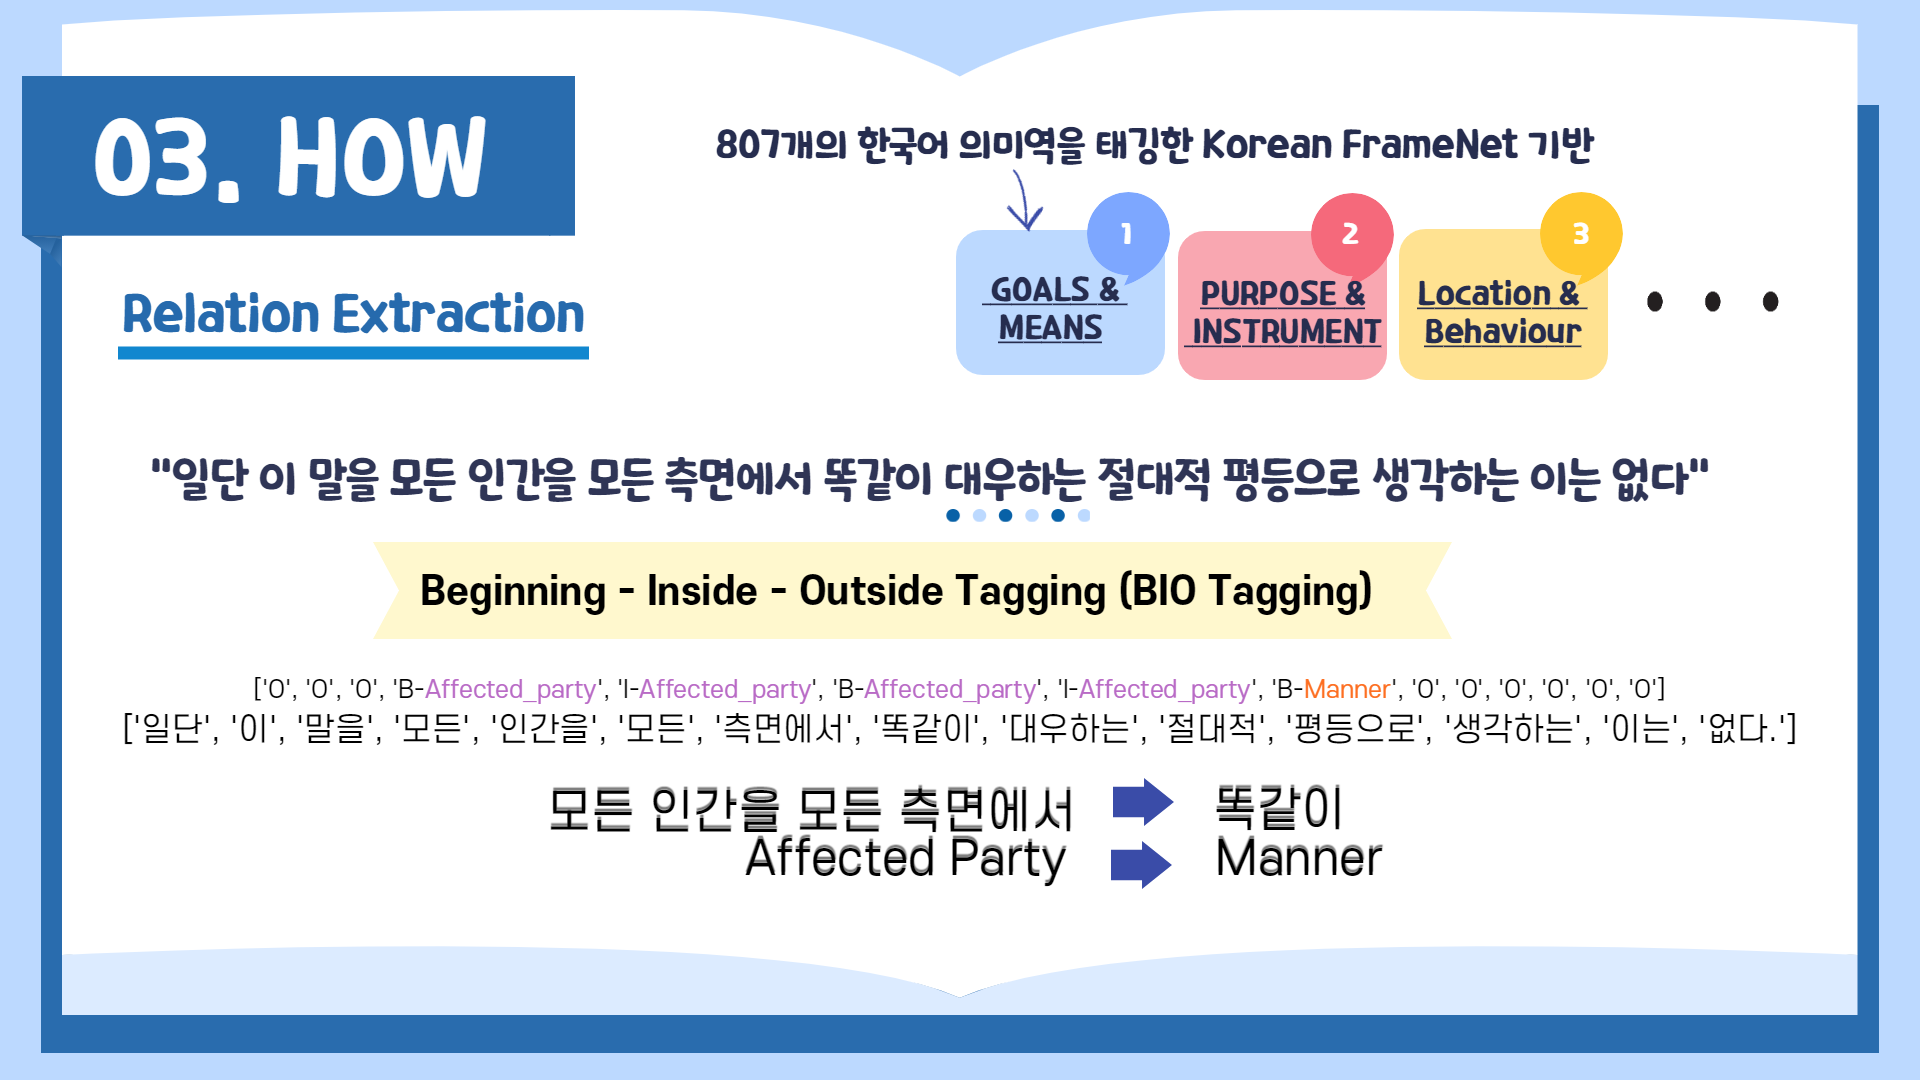 03. HOW
807개의 한국어 의미역을 태깅한 Korean FrameNet 기반
1
2
3
GOALS &
MEANS
PURPOSE &
INSTRUMENT
Location &
Behaviour
Relation Extraction
"일단 이 말을 모든 인간을 모든 측면에서 똑같이 대우하는 절대적 평등으로 생각하는 이는 없다"
Beginning - Inside - Outside Tagging (BIO Tagging)
['O', 'O', 'O', 'B-Affected_party', 'I-Affected_party', 'B-Affected_party', 'I-Affected_party', 'B-Manner', 'O', 'O', 'O', 'O', 'O', 'O']
['일단', '이', '말을', '모든', '인간을', '모든', '측면에서', '똑같이', '대우하는', '절대적', '평등으로', '생각하는', '이는', '없다.']
모든 인간을 모든 측면에서 똑같이
Affected Party Manner